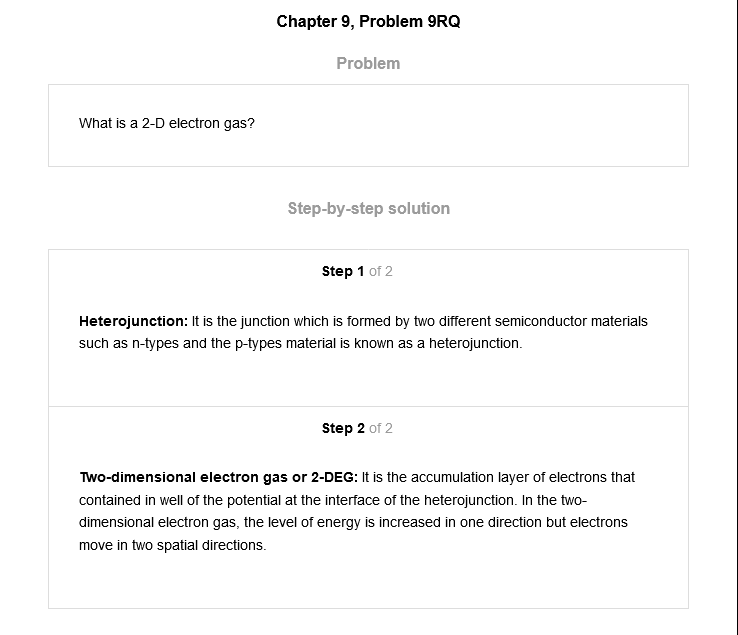 Chapter 9, Problem 9RQ
Problem
What is a 2-D electron gas?
Step-by-step solution
Step 1 of 2
Heterojunction: It is the junction which is formed by two different semiconductor materials
such as n-types and the p-types material is known as a heterojunction.
Step 2 of 2
Two-dimensional electron gas or 2-DEG: It is the accumulation layer of electrons that
contained in well of the potential at the interface of the heterojunction. In the two-
dimensional electron gas, the level of energy is increased in one direction but electrons
move in two spatial directions.